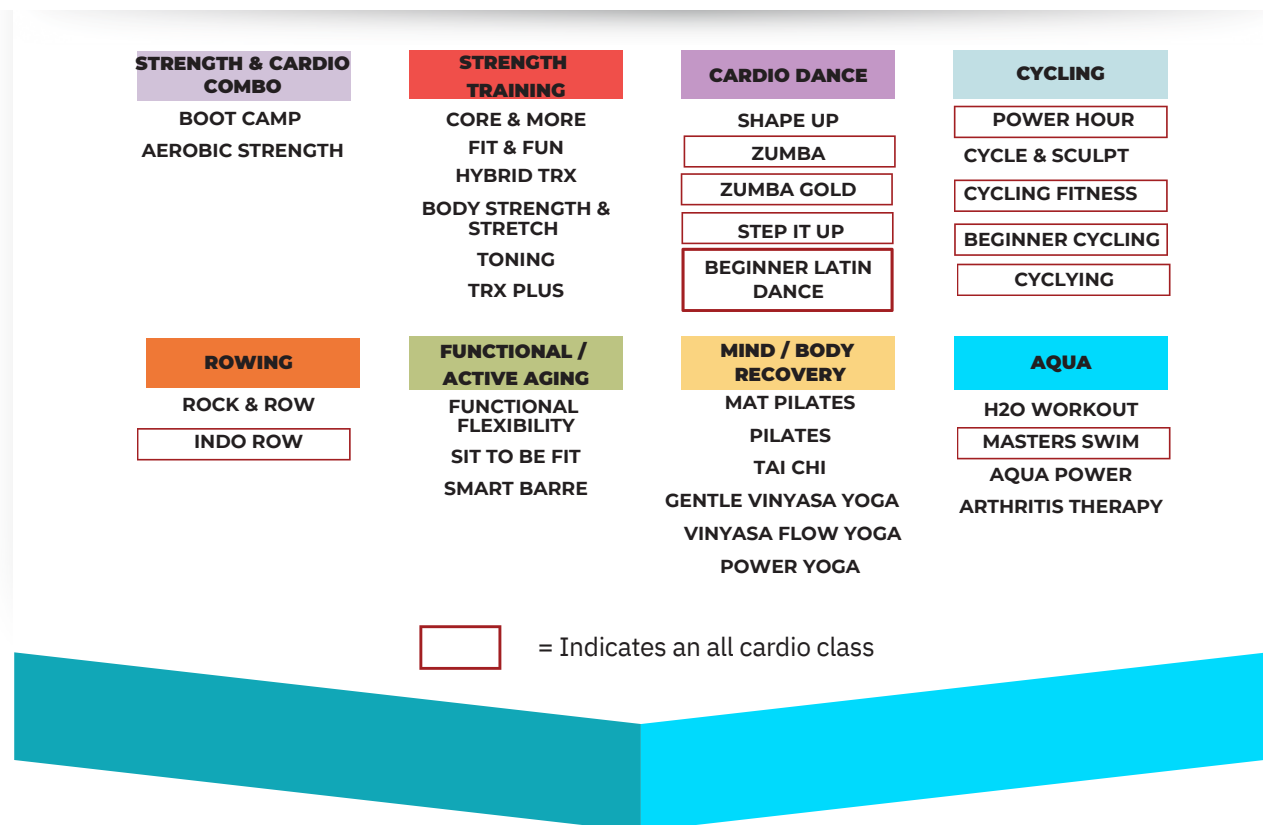 STRENGTH & CARDIO
COMBO
BOOT CAMP
AEROBIC STRENGTH
STRENGTH
TRAINING
CORE & MORE
FIT & FUN
HYBRID TRX
BODY STRENGTH &
STRETCH
TONING
TRX PLUS
CARDIO DANCE
SHAPE UP
ZUMBA
ZUMBA GOLD
STEP IT UP
BEGINNER LATIN
DANCE
CYCLING
POWER HOUR
CYCLE & SCULPT
CYCLING FITNESS
BEGINNER CYCLING
CYCLYING
ROWING
ROCK & ROW
INDO ROW
FUNCTIONAL /
ACTIVE AGING
FUNCTIONAL
FLEXIBILITY
SIT TO BE FIT
SMART BARRE
MIND / BODY
RECOVERY
MAT PILATES
PILATES
TAI CHI
GENTLE VINYASA YOGA
VINYASA FLOW YOGA
POWER YOGA
AQUA
H2O WORKOUT
MASTERS SWIM
AQUA POWER
ARTHRITIS THERAPY
= Indicates an all cardio class